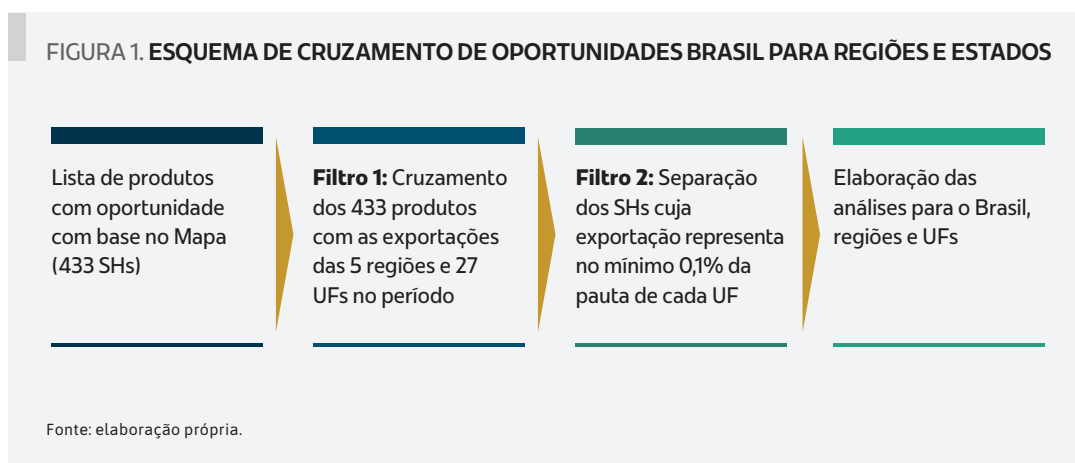 FIGURA 1. ESQUEMA DE CRUZAMENTO DE OPORTUNIDADES BRASIL PARA REGIÕES E ESTADOS
Lista de produtos
com oportunidade
com base no Mapa
(433 SHs)
Filtro 1: Cruzamento
dos 433 produtos
com as exportações
das 5 regiões e 27
UFs no período
Filtro 2: Separação
dos SHs cuja
exportação representa
no mínimo 0,1% da
pauta de cada UF
Elaboração das
análises para o Brasil,
regiões e UFs
Fonte: elaboração própria.